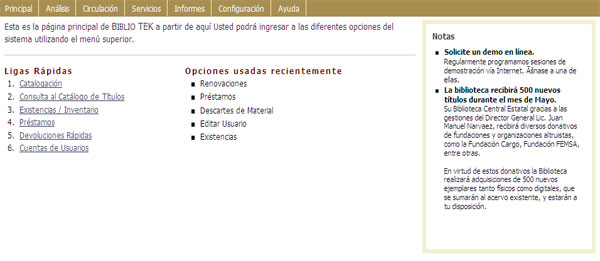 Principal Análisis Circulación Servicios Informes Configuración Ayuda
Esta es la página principal de BIBLIO TEK a partir de aquí Usted podrá ingresar a las diferentes opciones del
sistema utilizando el menú superior.
Ligas Rápidas
1. Catalogación
2. Consulta al Catálogo de Títulos
3. Existencias / Inventario
4. Préstamos
5. Devoluciones Rápidas
6. Cuentas de Usuarios
Opciones usadas recientemente
Renovaciones
Préstamos
Descartes de Material
Editar Usuario
Existencias
Notas
Solicite un demo en línea.
Regularmente programamos sesiones de
demostración vía Internet. Āsnase a una de
ellas.
La biblioteca recibirá 500 nuevos
títulos durante el mes de Mayo.
Su Biblioteca Central Estatal gracias a las
gestiones del Director General Lic. Juan
Manuel Narvaez, recibirá diversos donativos
de fundaciones y organizaciones altruistas,
como la Fundación Cargo, Fundación FEMSA,
entre otras.
En virtud de estos donativos la Biblioteca
realizará adquisiciones de 500 nuevos
ejemplares tanto físicos como digitales, que
se sumarán al acervo existente, y estarán a
tu disposición.